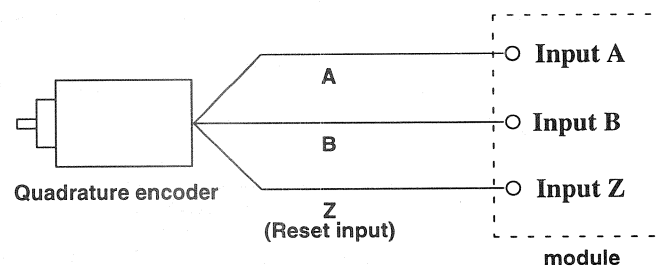 Input A
A
Input B
B
Quadrature encoder
Input Z
Z
(Reset input)
module